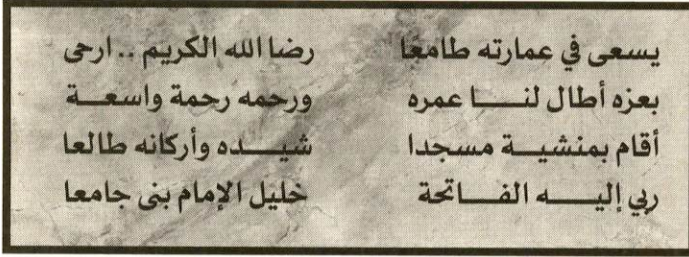 يسعى في عمارته طامعا رضا الله الكريم .. ارحى
بعزه أطال لنا عمره ورحمه رحمة واسعة
أقام بمنشية مسجدا شيده وأركانه طالعا
ربي إليه الفاتحة خليل الإمام بنى جامعا